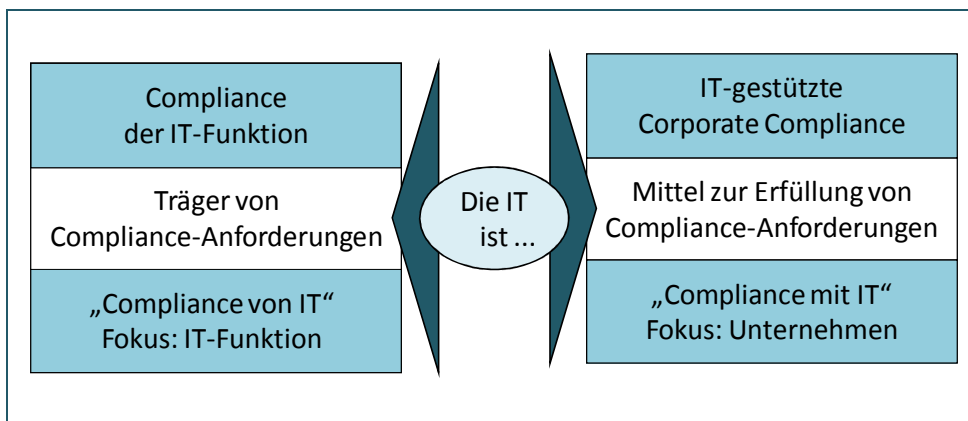 Compliance
der IT-Funktion
Träger von
Compliance-Anforderungen
„Compliance von IT“
Fokus: IT-Funktion
Die IT
ist ...
IT-gestützte
Corporate Compliance
Mittel zur Erfüllung von
Compliance-Anforderungen
„Compliance mit IT“
Fokus: Unternehmen